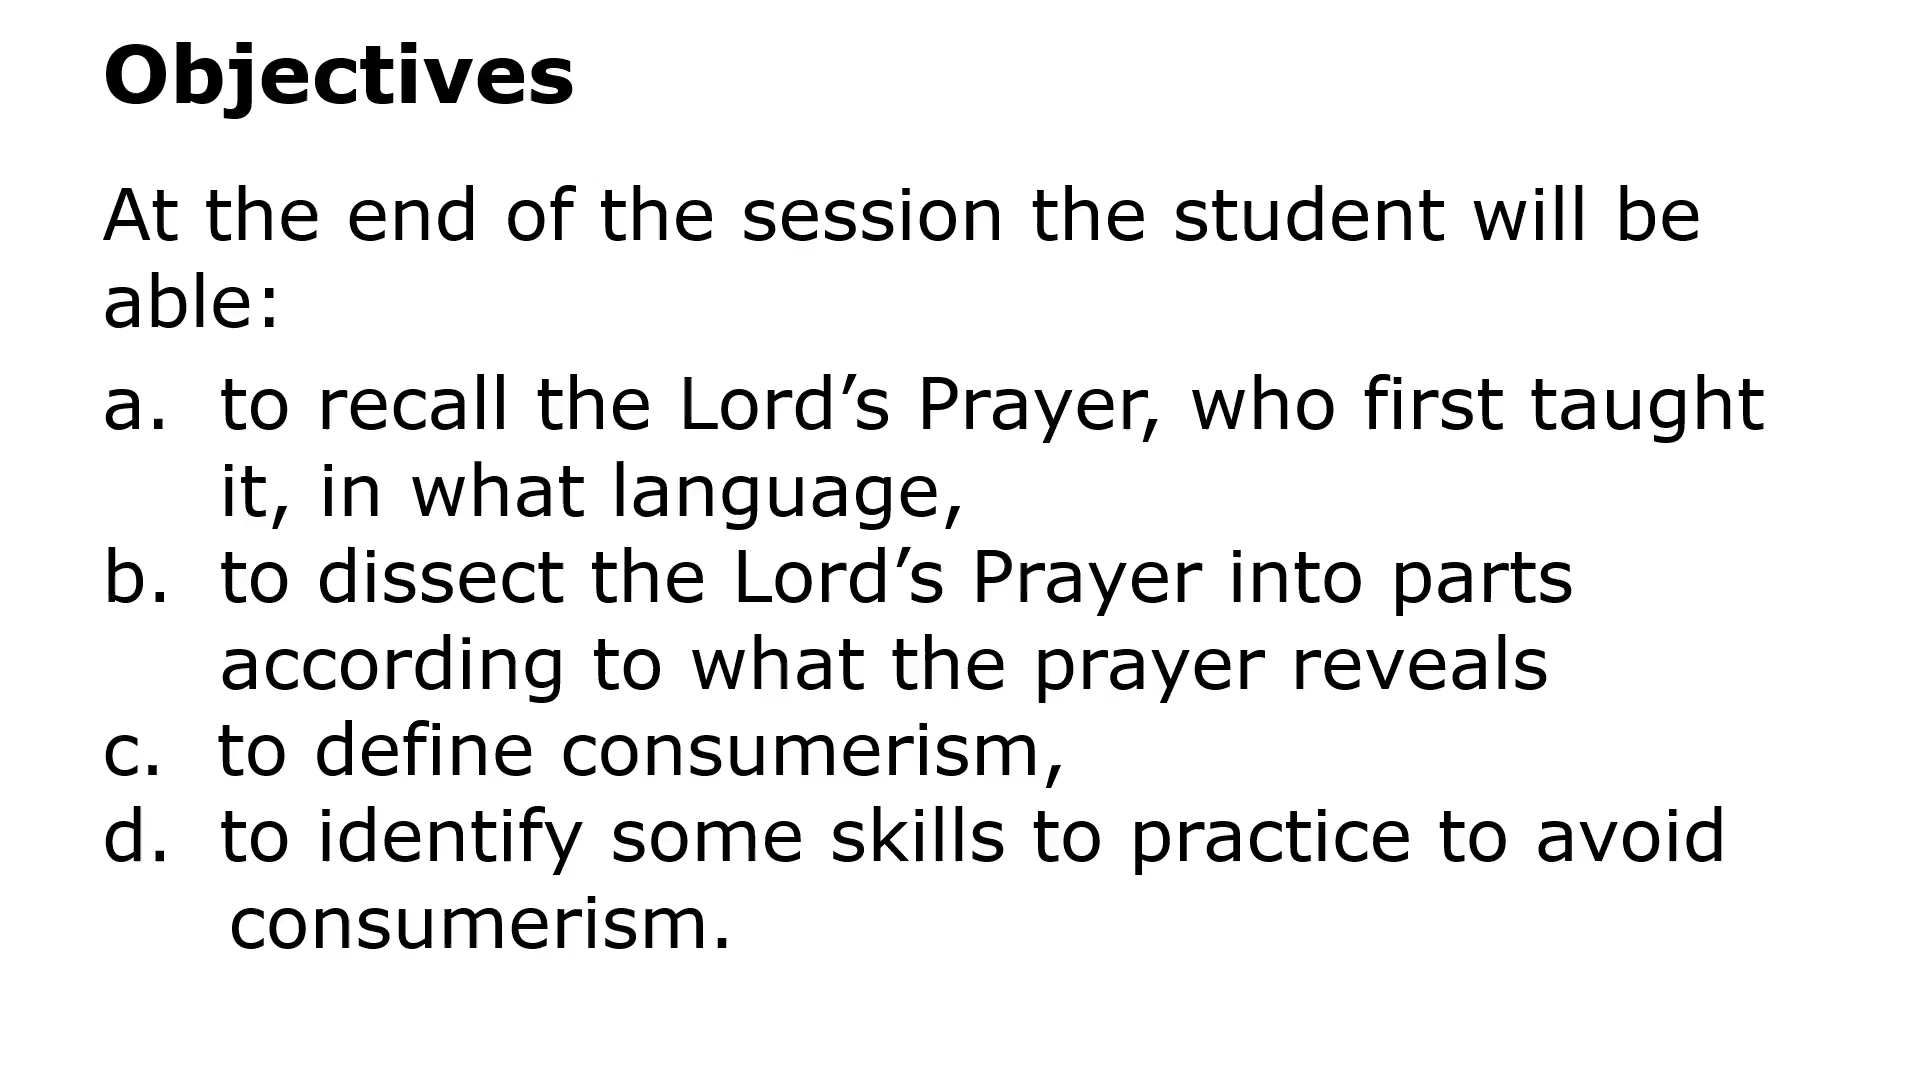 Objectives
At the end of the session the student will be
able:
a. to recall the Lord’s Prayer, who first taught
it, in what language,
b. to dissect the Lord’s Prayer into parts
according to what the prayer reveals
c. to define consumerism,
d. to identify some skills to practice to avoid
consumerism.